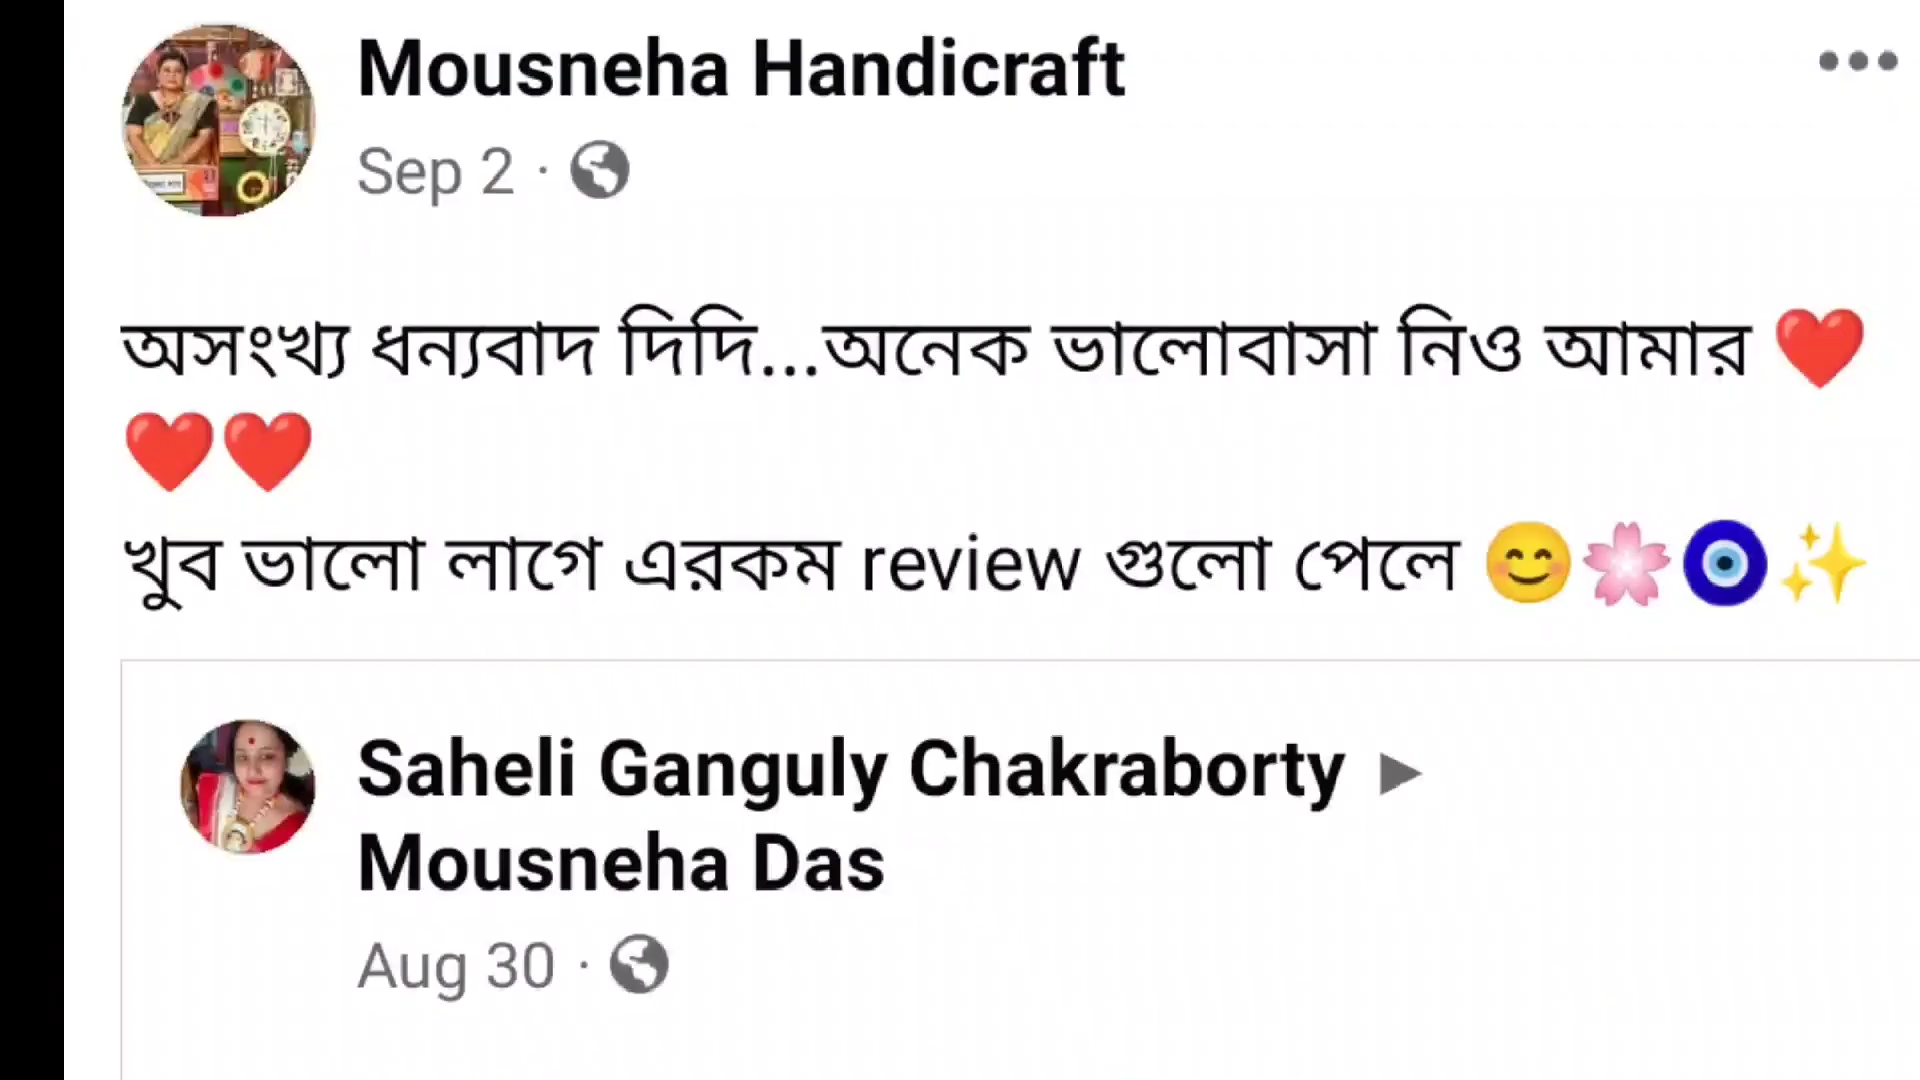 Mousneha Handicraft
Sep 2 ·
অসংখ্য ধন্যবাদ দিদি...অনেক ভালোবাসা নিও আমার ❤️
❤️❤️
খুব ভালো লাগে এরকম review গুলো পেলে 😊🌸🧿✨
Saheli Ganguly Chakraborty ▶
Mousneha Das
Aug 30 ·